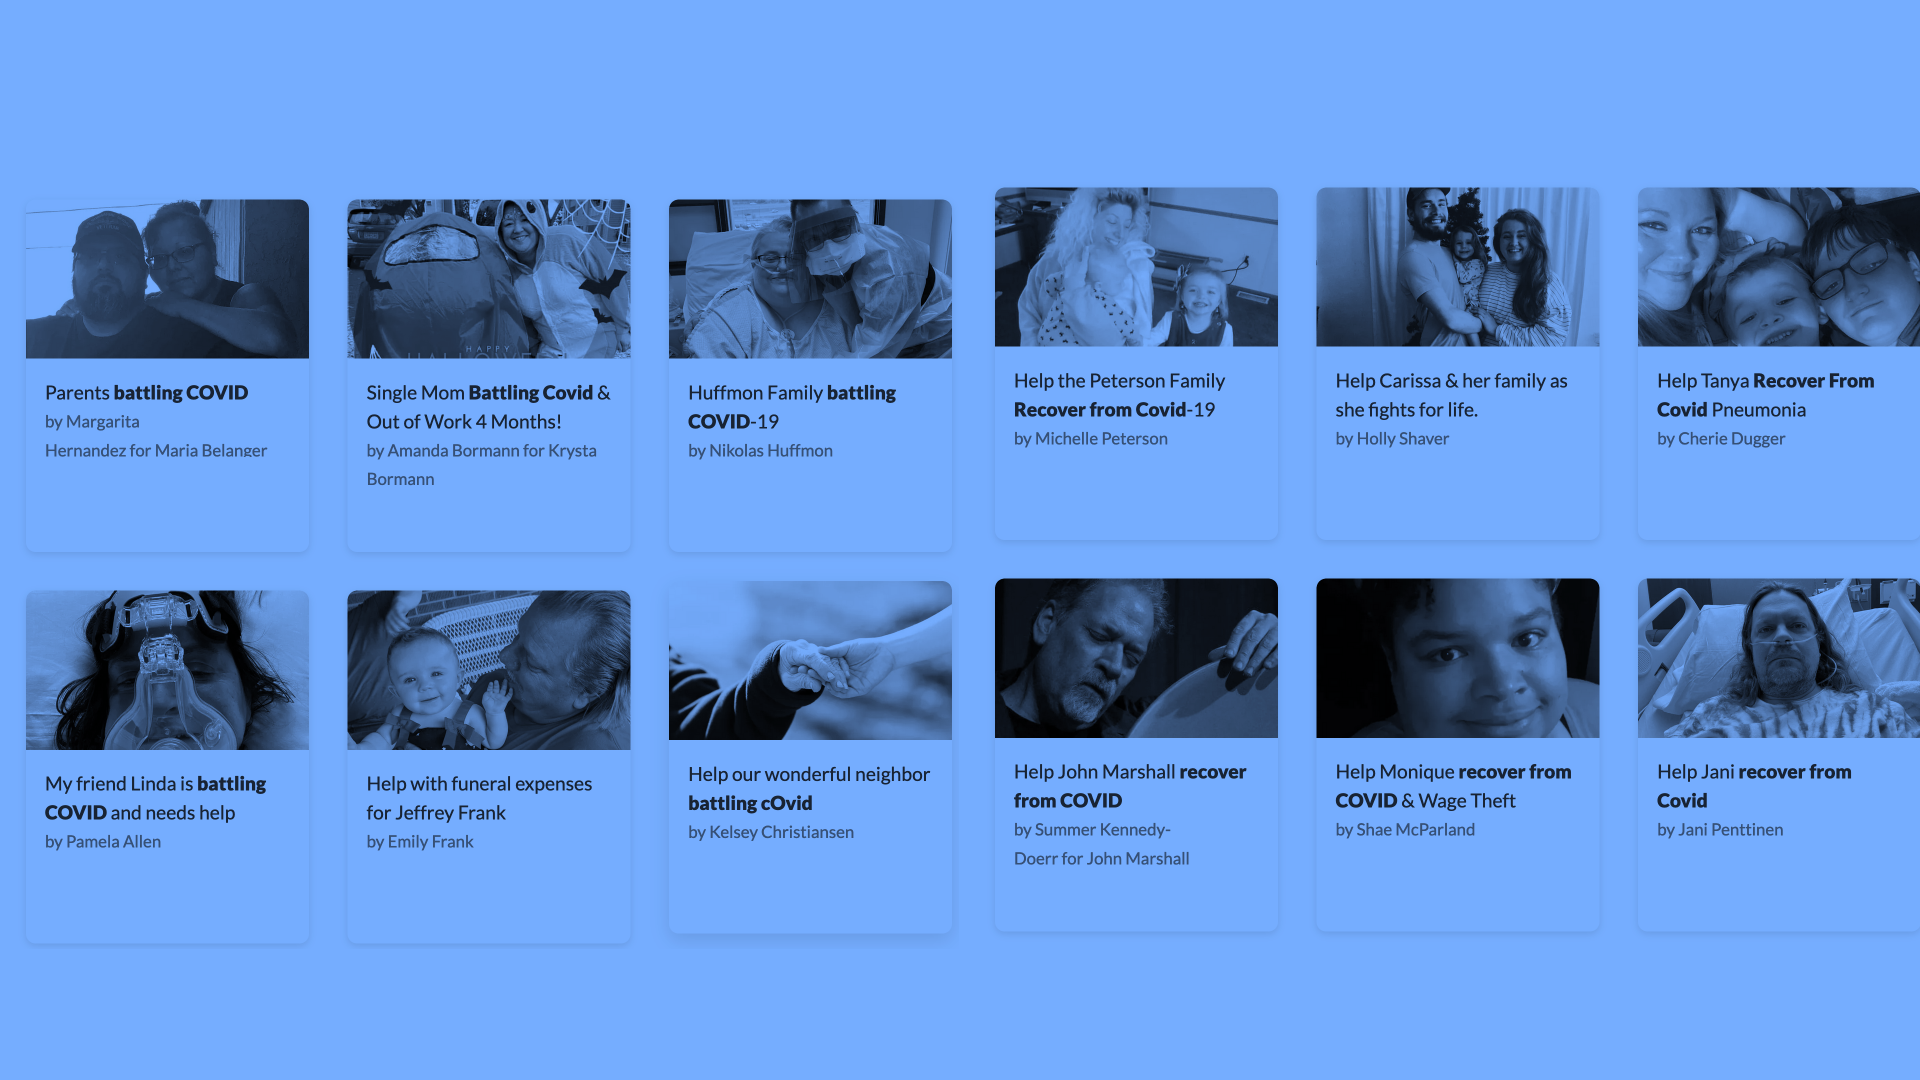 HAPPY
HALLOWE
Parents battling COVID
by Margarita
Hernandez for Maria Belanger
Single Mom Battling Covid &
Out of Work 4 Months!
by Amanda Bormann for Krysta
Bormann
Huffmon Family battling
COVID-19
by Nikolas Huffmon
Help the Peterson Family
Recover from Covid-19
by Michelle Peterson
Help Carissa & her family as
she fights for life.
by Holly Shaver
Help Tanya Recover From
Covid Pneumonia
by Cherie Dugger
My friend Linda is battling
COVID and needs help
by Pamela Allen
Help with funeral expenses
for Jeffrey Frank
by Emily Frank
Help our wonderful neighbor
battling cOvid
by Kelsey Christiansen
Help John Marshall recover
from COVID
by Summer Kennedy-
Doerr for John Marshall
Help Monique recover from
COVID & Wage Theft
by Shae McParland
Help Jani recover from
Covid
by Jani Penttinen